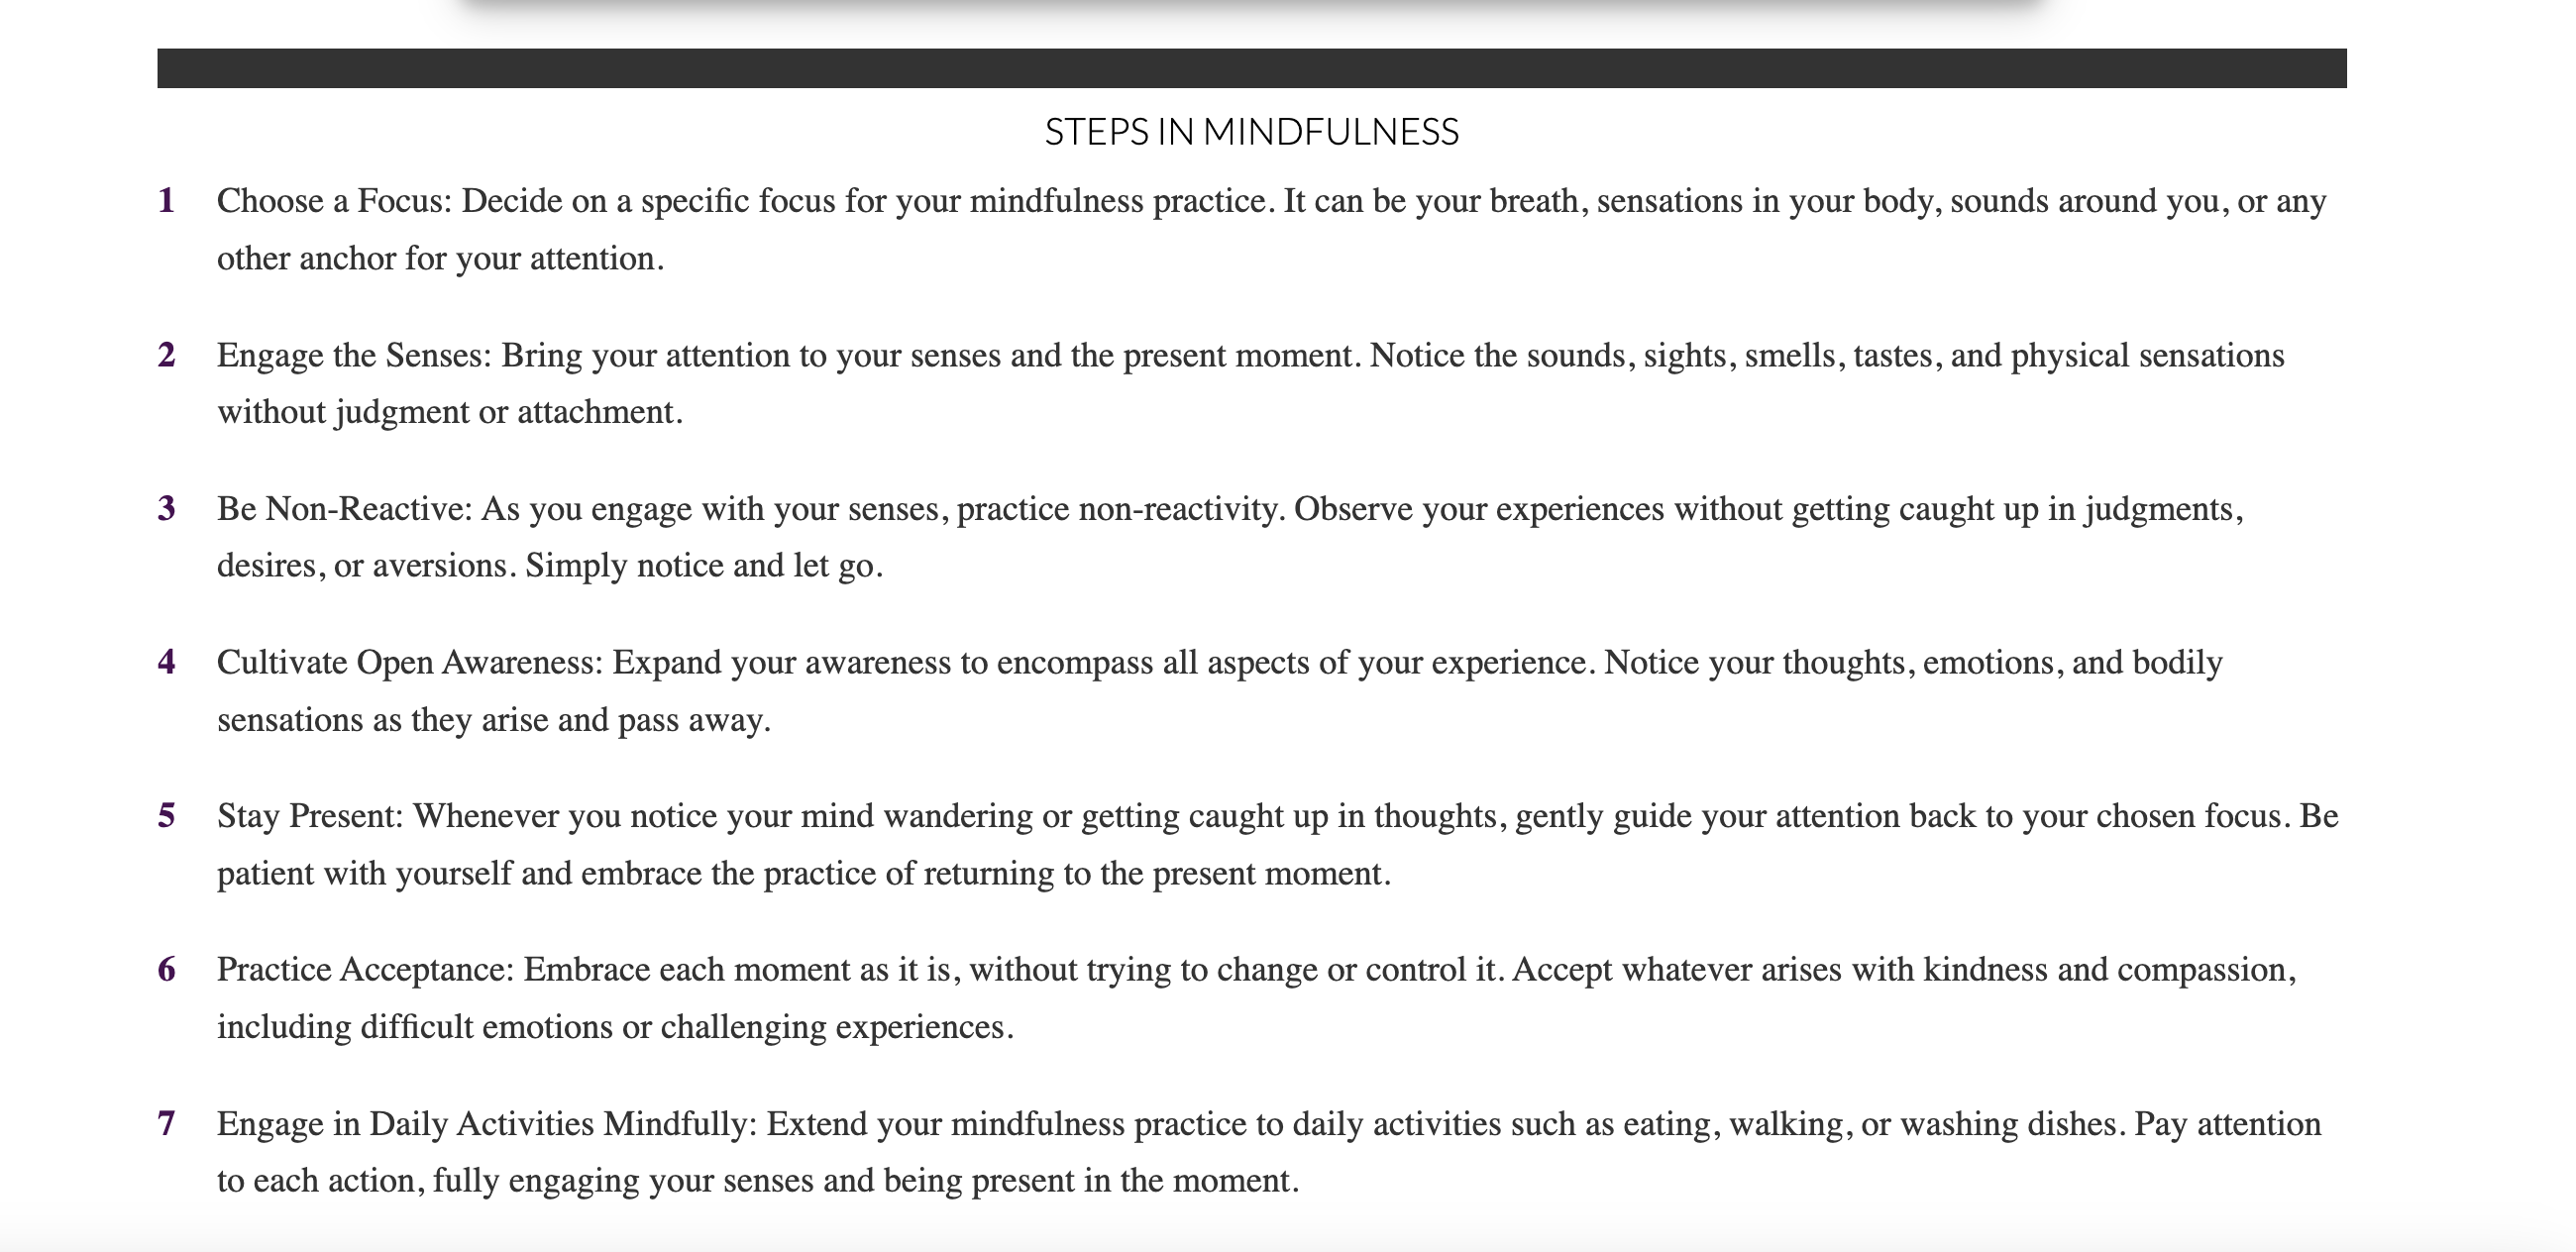 STEPS IN MINDFULNESS
1 Choose a Focus: Decide on a specific focus for your mindfulness practice. It can be your breath, sensations in your body, sounds around you, or any
other anchor for your attention.
2 Engage the Senses: Bring your attention to your senses and the present moment. Notice the sounds, sights, smells, tastes, and physical sensations
without judgment or attachment.
3 Be Non-Reactive: As you engage with your senses, practice non-reactivity. Observe your experiences without getting caught up in judgments,
desires, or aversions. Simply notice and let go.
4 Cultivate Open Awareness: Expand your awareness to encompass all aspects of your experience. Notice your thoughts, emotions, and bodily
sensations as they arise and pass away.
5 Stay Present: Whenever you notice your mind wandering or getting caught up in thoughts, gently guide your attention back to your chosen focus. Be
patient with yourself and embrace the practice of returning to the present moment.
6 Practice Acceptance: Embrace each moment as it is, without trying to change or control it. Accept whatever arises with kindness and compassion,
including difficult emotions or challenging experiences.
7 Engage in Daily Activities Mindfully: Extend your mindfulness practice to daily activities such as eating, walking, or washing dishes. Pay attention
to each action, fully engaging your senses and being present in the moment.